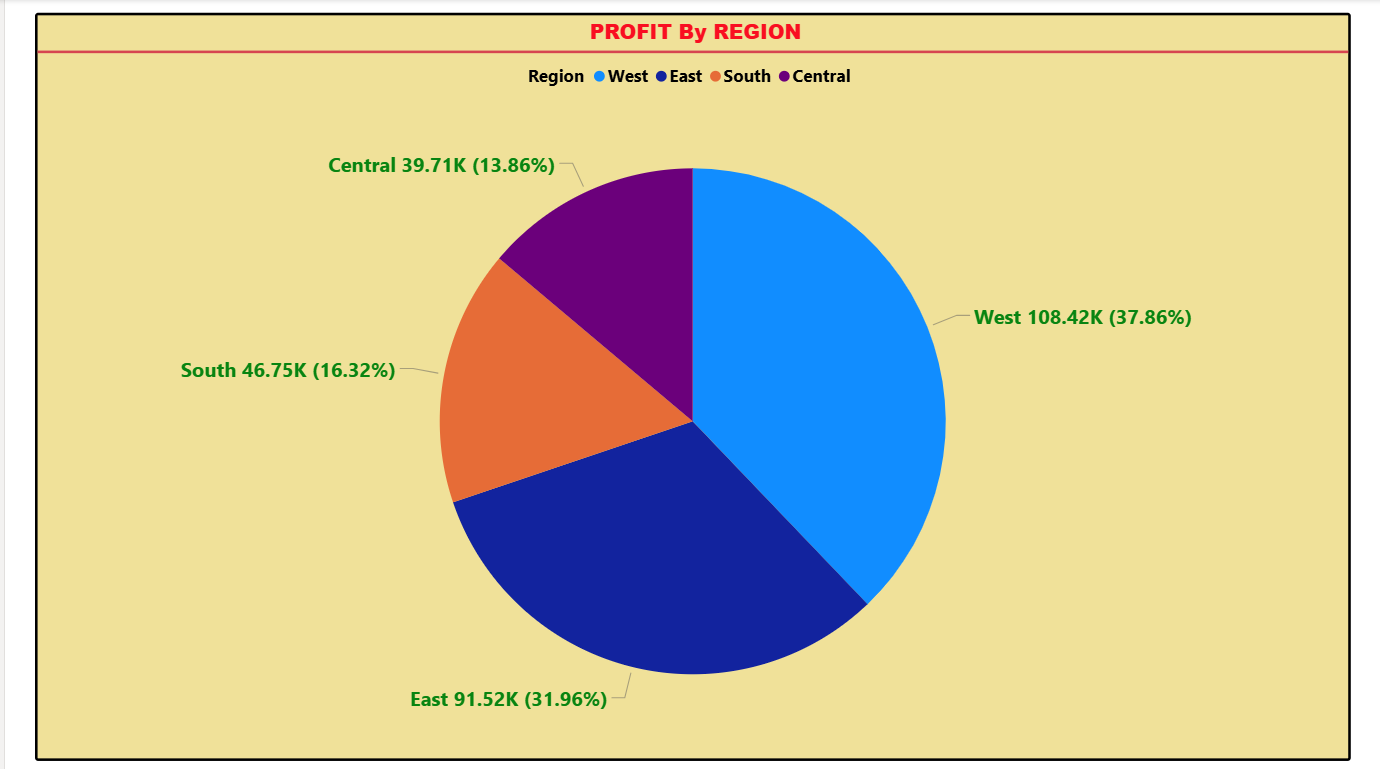 PROFIT By REGION
Region West East South Central
Central 39.71K (13.86%)
West 108.42K (37.86%)
South 46.75K (16.32%)
East 91.52K (31.96%)